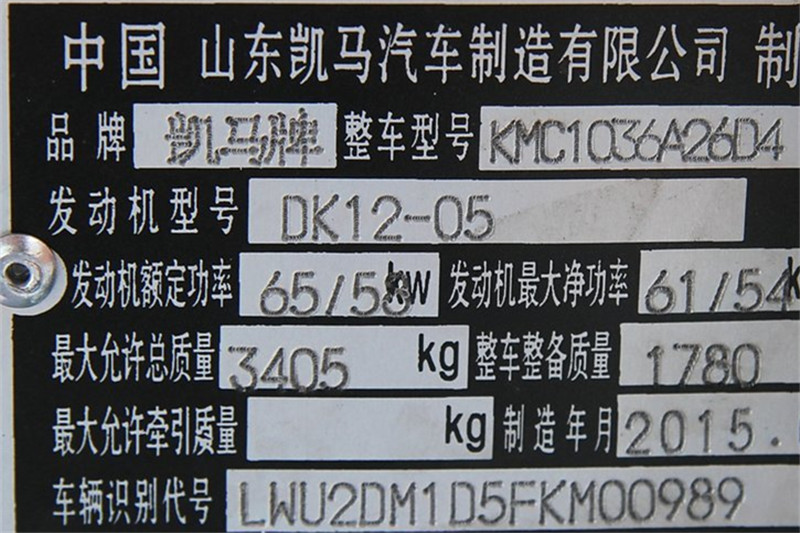 中国 山东凯马汽车制造有限公司 制
品牌 凯马牌 整车型号 KMC1036A26D4
发动机型号 DK12-05
发动机额定功率 65/58 kw 发动机最大净功率 61/54 k
最大允许总质量 3405 kg 整车整备质量 1780
最大允许牵引质量 kg 制造年月 2015.
车辆识别代号 LWU2DM1D5FKM00989